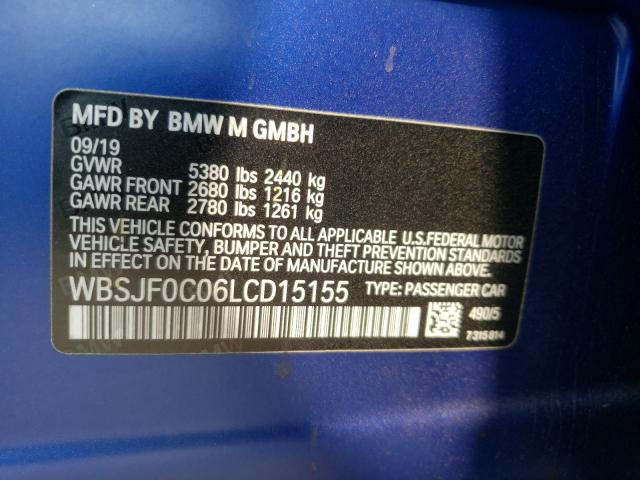 MFD BY BMW M GMBH
09/19
GVWR 5380 lbs 2440 kg
GAWR FRONT 2680 lbs 1216 kg
GAWR REAR 2780 lbs 1261 kg
THIS VEHICLE CONFORMS TO ALL APPLICABLE U.S.FEDERAL MOTOR
VEHICLE SAFETY, BUMPER AND THEFT PREVENTION STANDARDS
IN EFFECT ON THE DATE OF MANUFACTURE SHOWN ABOVE.
WBSJF0C06LCD15155 TYPE: PASSENGER CAR
490/5
7315814